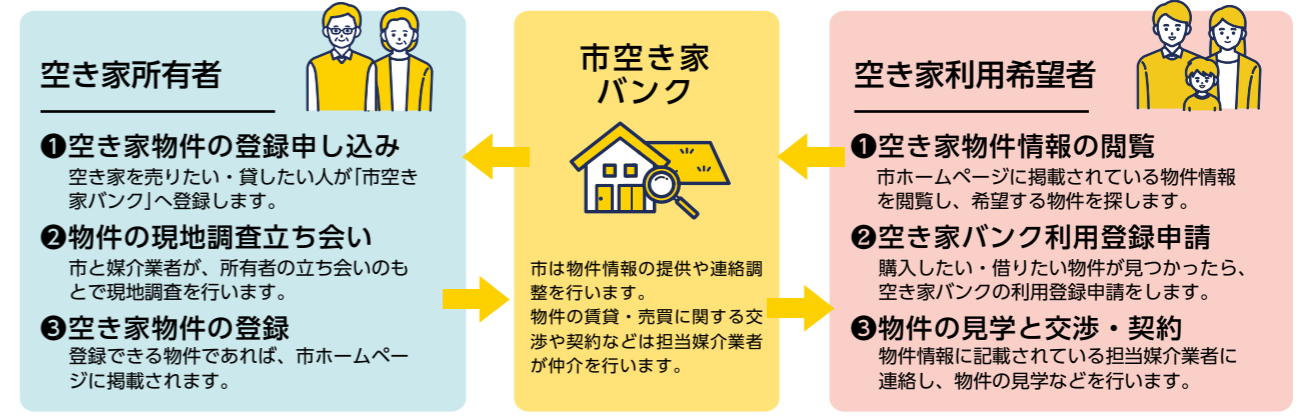 空き家所有者
❶空き家物件の登録申し込み
空き家を売りたい・貸したい人が「市空き
家バンク」へ登録します。
❷物件の現地調査立ち会い
市と媒介業者が、所有者の立ち会いのも
とで現地調査を行います。
❸空き家物件の登録
登録できる物件であれば、市ホームペー
ジに掲載されます。
市空き家
バンク
市は物件情報の提供や連絡調
整を行います。
物件の賃貸・売買に関する交
渉や契約などは担当媒介業者
が仲介を行います。
空き家利用希望者
❶空き家物件情報の閲覧
市ホームページに掲載されている物件情報
を閲覧し、希望する物件を探します。
❷空き家バンク利用登録申請
購入したい・借りたい物件が見つかったら、
空き家バンクの利用登録申請をします。
❸物件の見学と交渉・契約
物件情報に記載されている担当媒介業者に
連絡し、物件の見学などを行います。